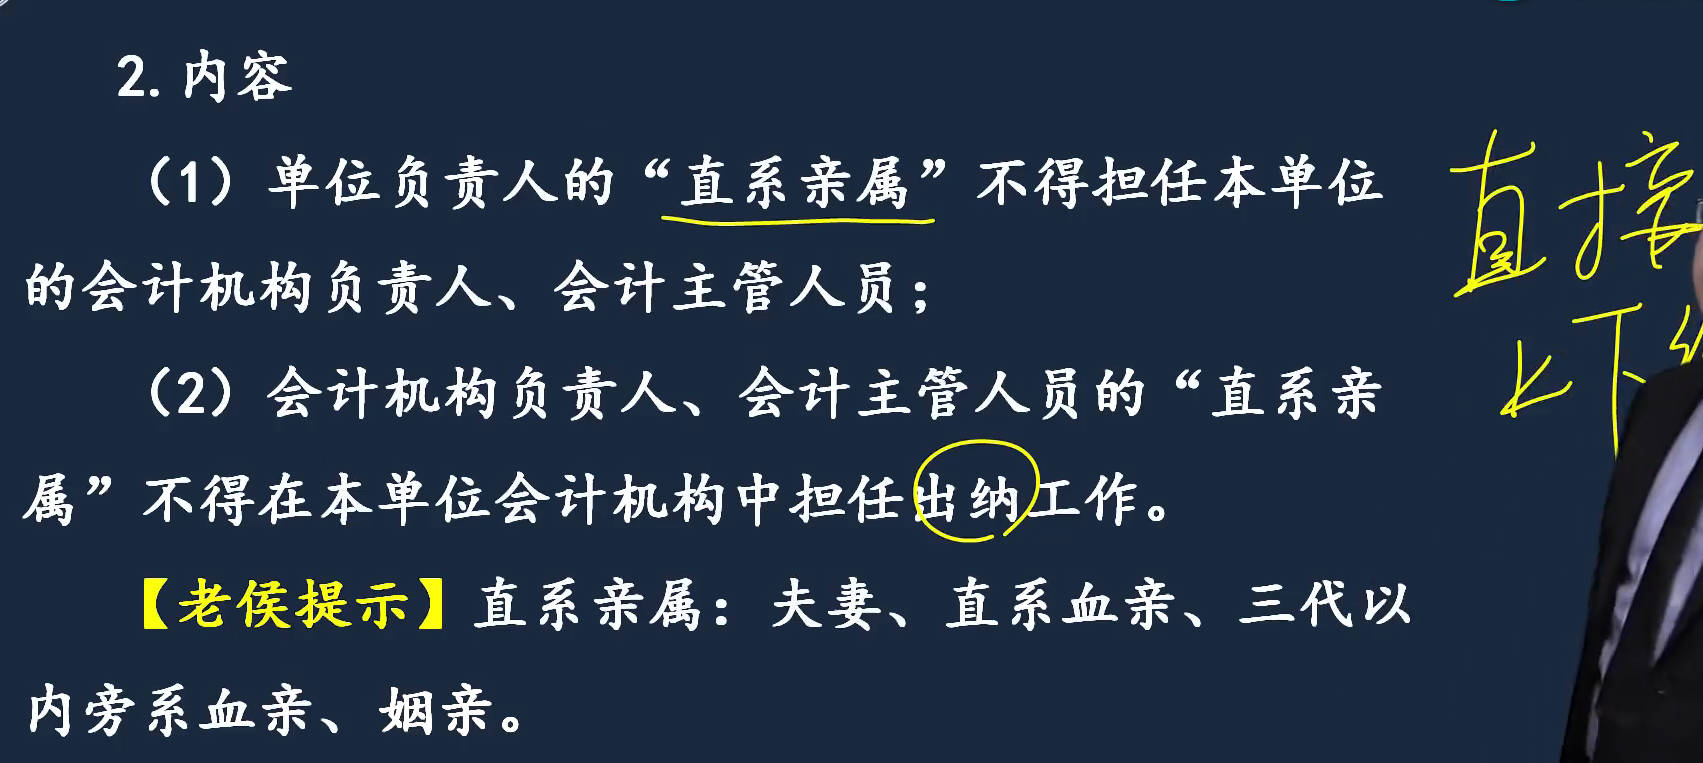 2.内容
（1）单位负责人的“直系亲属”不得担任本单位
的会计机构负责人、会计主管人员；
（2）会计机构负责人、会计主管人员的“直系亲
属”不得在本单位会计机构中担任出纳工作。
【老侯提示】直系亲属：夫妻、直系血亲、三代以
内旁系血亲、姻亲。
直接
上下